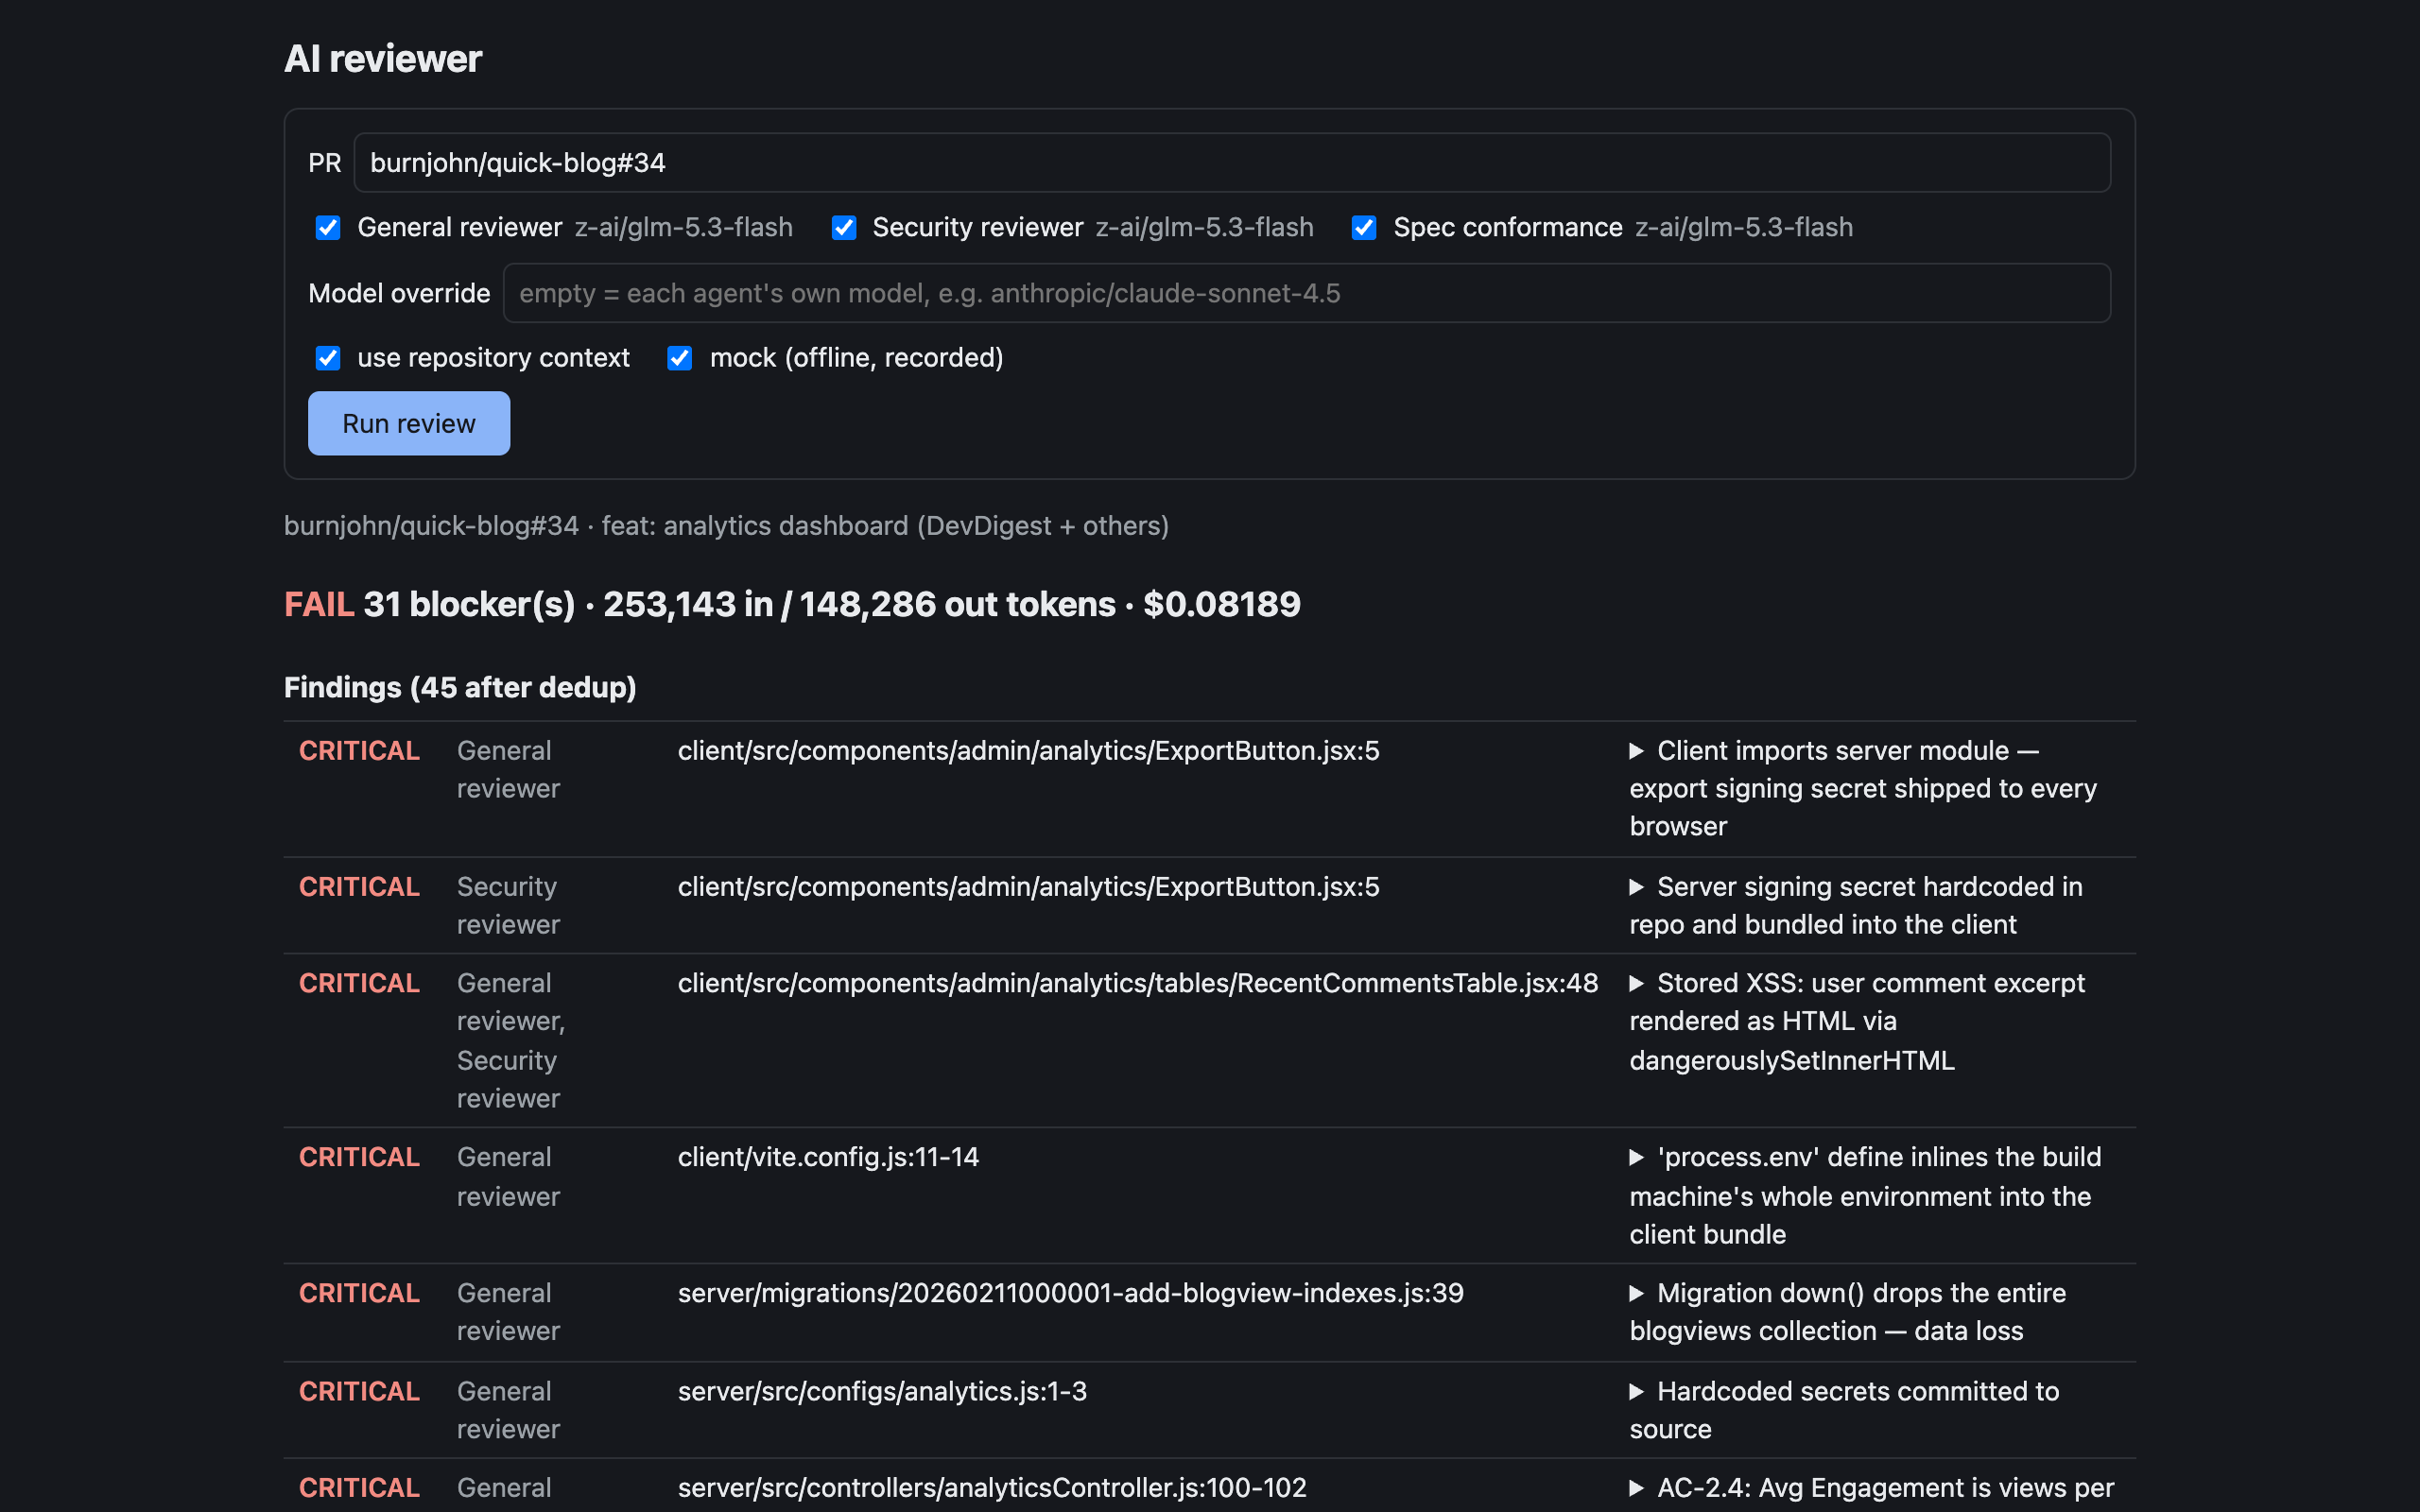 AI reviewer
PR burnjohn/quick-blog#34
General reviewer z-ai/glm-5.3-flash Security reviewer z-ai/glm-5.3-flash Spec conformance z-ai/glm-5.3-flash
Model override empty = each agent's own model, e.g. anthropic/claude-sonnet-4.5
use repository context mock (offline, recorded)
Run review
burnjohn/quick-blog#34 · feat: analytics dashboard (DevDigest + others)
FAIL 31 blocker(s) · 253,143 in / 148,286 out tokens · $0.08189
Findings (45 after dedup)
CRITICAL General reviewer client/src/components/admin/analytics/ExportButton.jsx:5 ▶ Client imports server module —
export signing secret shipped to every
browser
CRITICAL Security reviewer client/src/components/admin/analytics/ExportButton.jsx:5 ▶ Server signing secret hardcoded in
repo and bundled into the client
CRITICAL General reviewer, Security reviewer client/src/components/admin/analytics/tables/RecentCommentsTable.jsx:48 ▶ Stored XSS: user comment excerpt
rendered as HTML via
dangerouslySetInnerHTML
CRITICAL General reviewer client/vite.config.js:11-14 ▶ 'process.env' define inlines the build
machine's whole environment into the
client bundle
CRITICAL General reviewer server/migrations/20260211000001-add-blogview-indexes.js:39 ▶ Migration down() drops the entire
blogviews collection — data loss
CRITICAL General reviewer server/src/configs/analytics.js:1-3 ▶ Hardcoded secrets committed to
source
CRITICAL General server/src/controllers/analyticsController.js:100-102 ▶ AC-2.4: Avg Engagement is views per